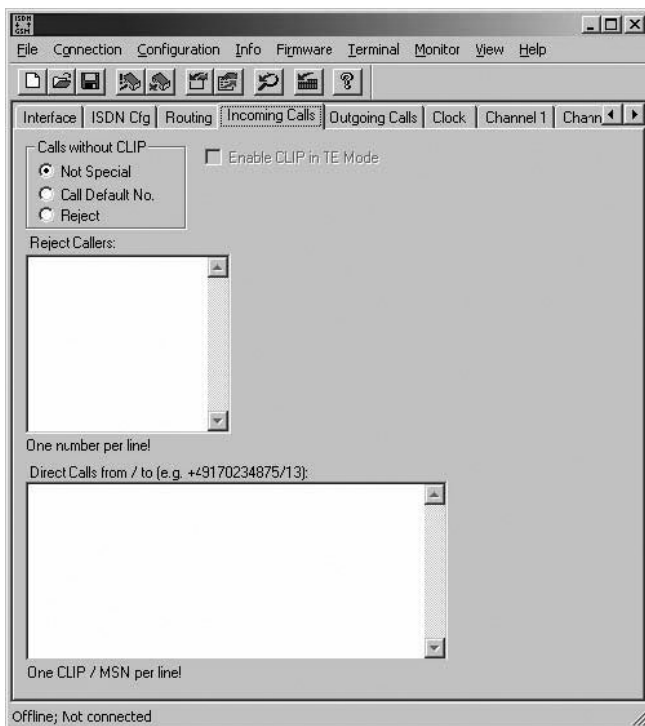 ISDN
GSM
File Connection Configuration Info Firmware Terminal Monitor View Help
Interface ISDN Cfg Routing Incoming Calls Outgoing Calls Clock Channel 1 Chann
Calls without CLIP
Enable CLIP in TE Mode
Not Special
Call Default No.
Reject
Reject Callers:
One number per line!
Direct Calls from / to (e.g. +49170234875/13):
One CLIP / MSN per line!
Offline; Not connected